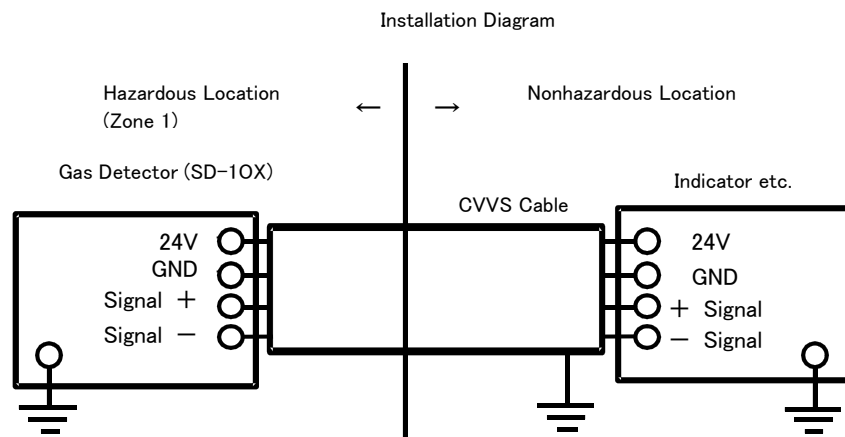 Installation Diagram
Hazardous Location
(Zone 1)
← →
Nonhazardous Location
Gas Detector (SD-1OX)
CVVS Cable
Indicator etc.
24V
GND
Signal +
Signal −
24V
GND
+ Signal
− Signal